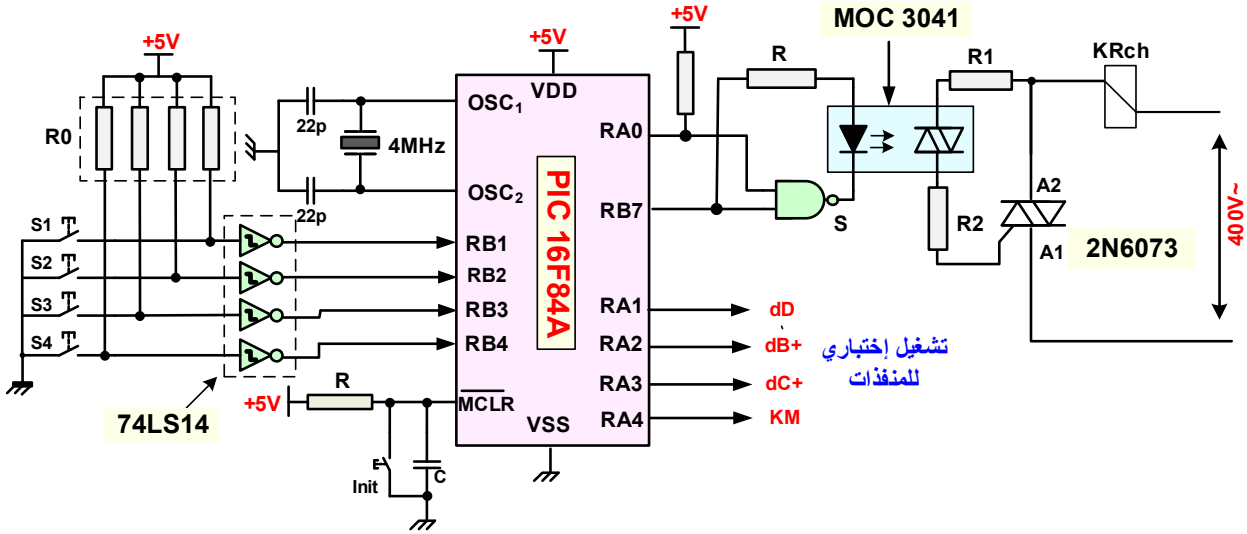 +5V
MOC 3041
+5V
+5V
R
R1
KRch
VDD
OSC1
22p
R0
4MHz
RA0
PIC 16F84A
OSC2
22p
RB7
S
R2
A2
A1
2N6073
400V~
S1
RB1
S2
RB2
S3
RB3
RA1
dD
S4
RB4
RA2
dB+
تشغيل إختباري
للمنفذات
RA3
dC+
+5V
R
MCLR
RA4
KM
74LS14
VSS
Init
C